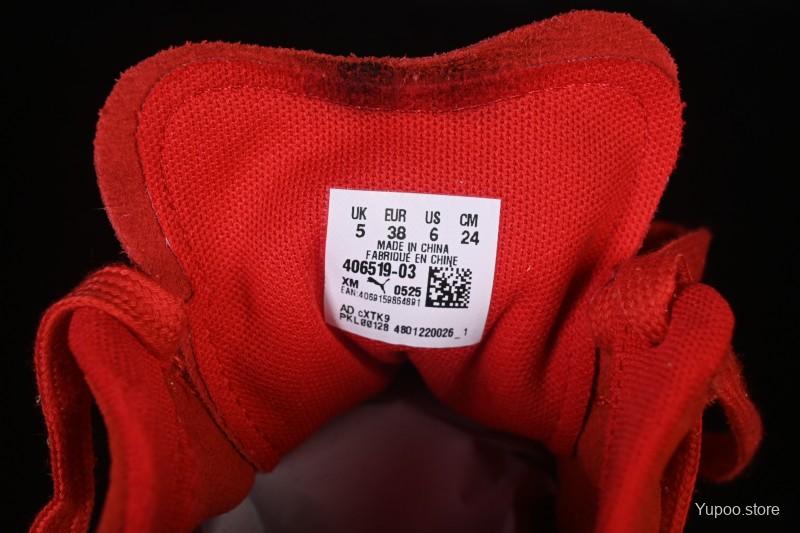 UK EUR US CM
5 38 6 24
MADE IN CHINA
FABRIQUÉ EN CHINE
406519-03
XM 0525
EAN:4069159864891
AD cXTK9
PKL00128 4801220026_1
Yupoo.store